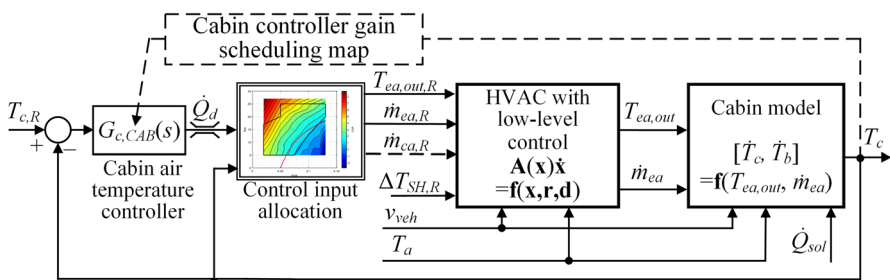 Cabin controller gain
scheduling map
T_{c,R}
+
−
G_{c,CAB}(s)
Q̇_d
Cabin air
temperature
controller
Control input
allocation
T_{ea,out,R}
ṁ_{ea,R}
ṁ_{ca,R}
ΔT_{SH,R}
v_{veh}
T_a
HVAC with
low-level
control
A(x)ẋ
=f(x,r,d)
T_{ea,out}
ṁ_{ea}
Cabin model
[Ṫ_c, Ṫ_b]
=f(T_{ea,out}, ṁ_{ea})
T_c
Q̇_{sol}